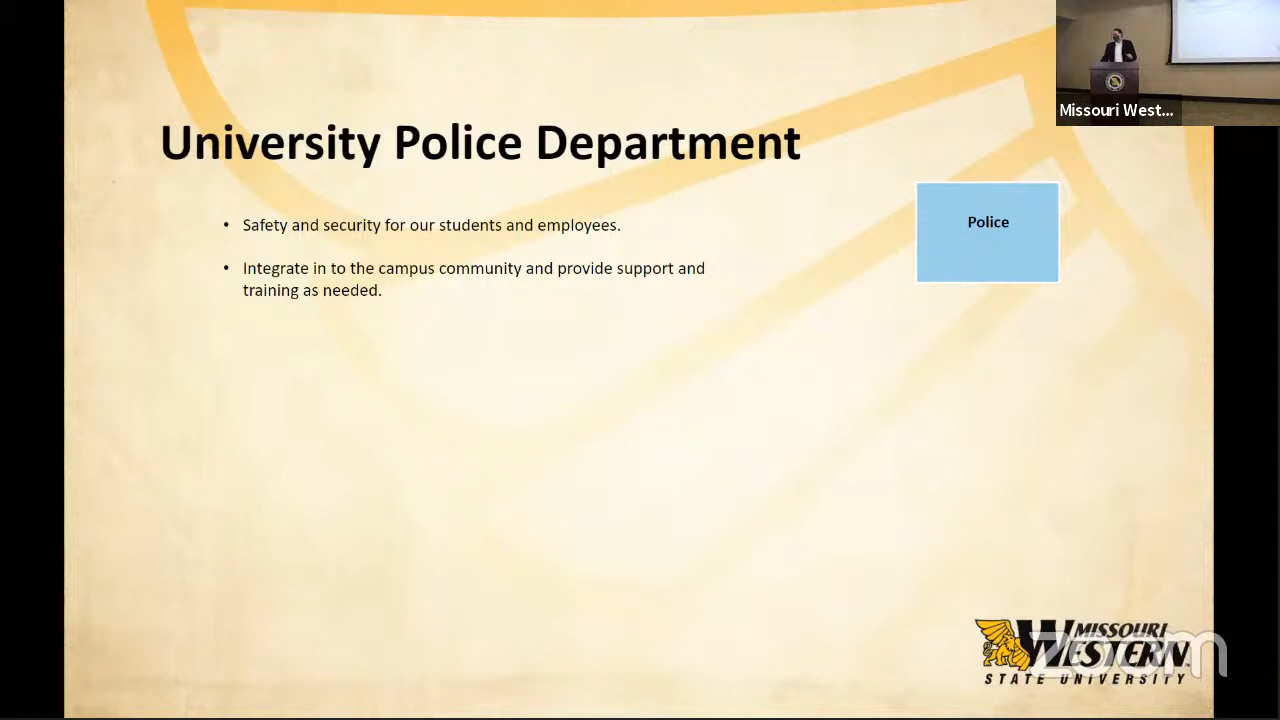 Missouri West...
University Police Department
• Safety and security for our students and employees.
• Integrate in to the campus community and provide support and
training as needed.
Police
MISSOURI
WESTERN
STATE UNIVERSITY
zoom